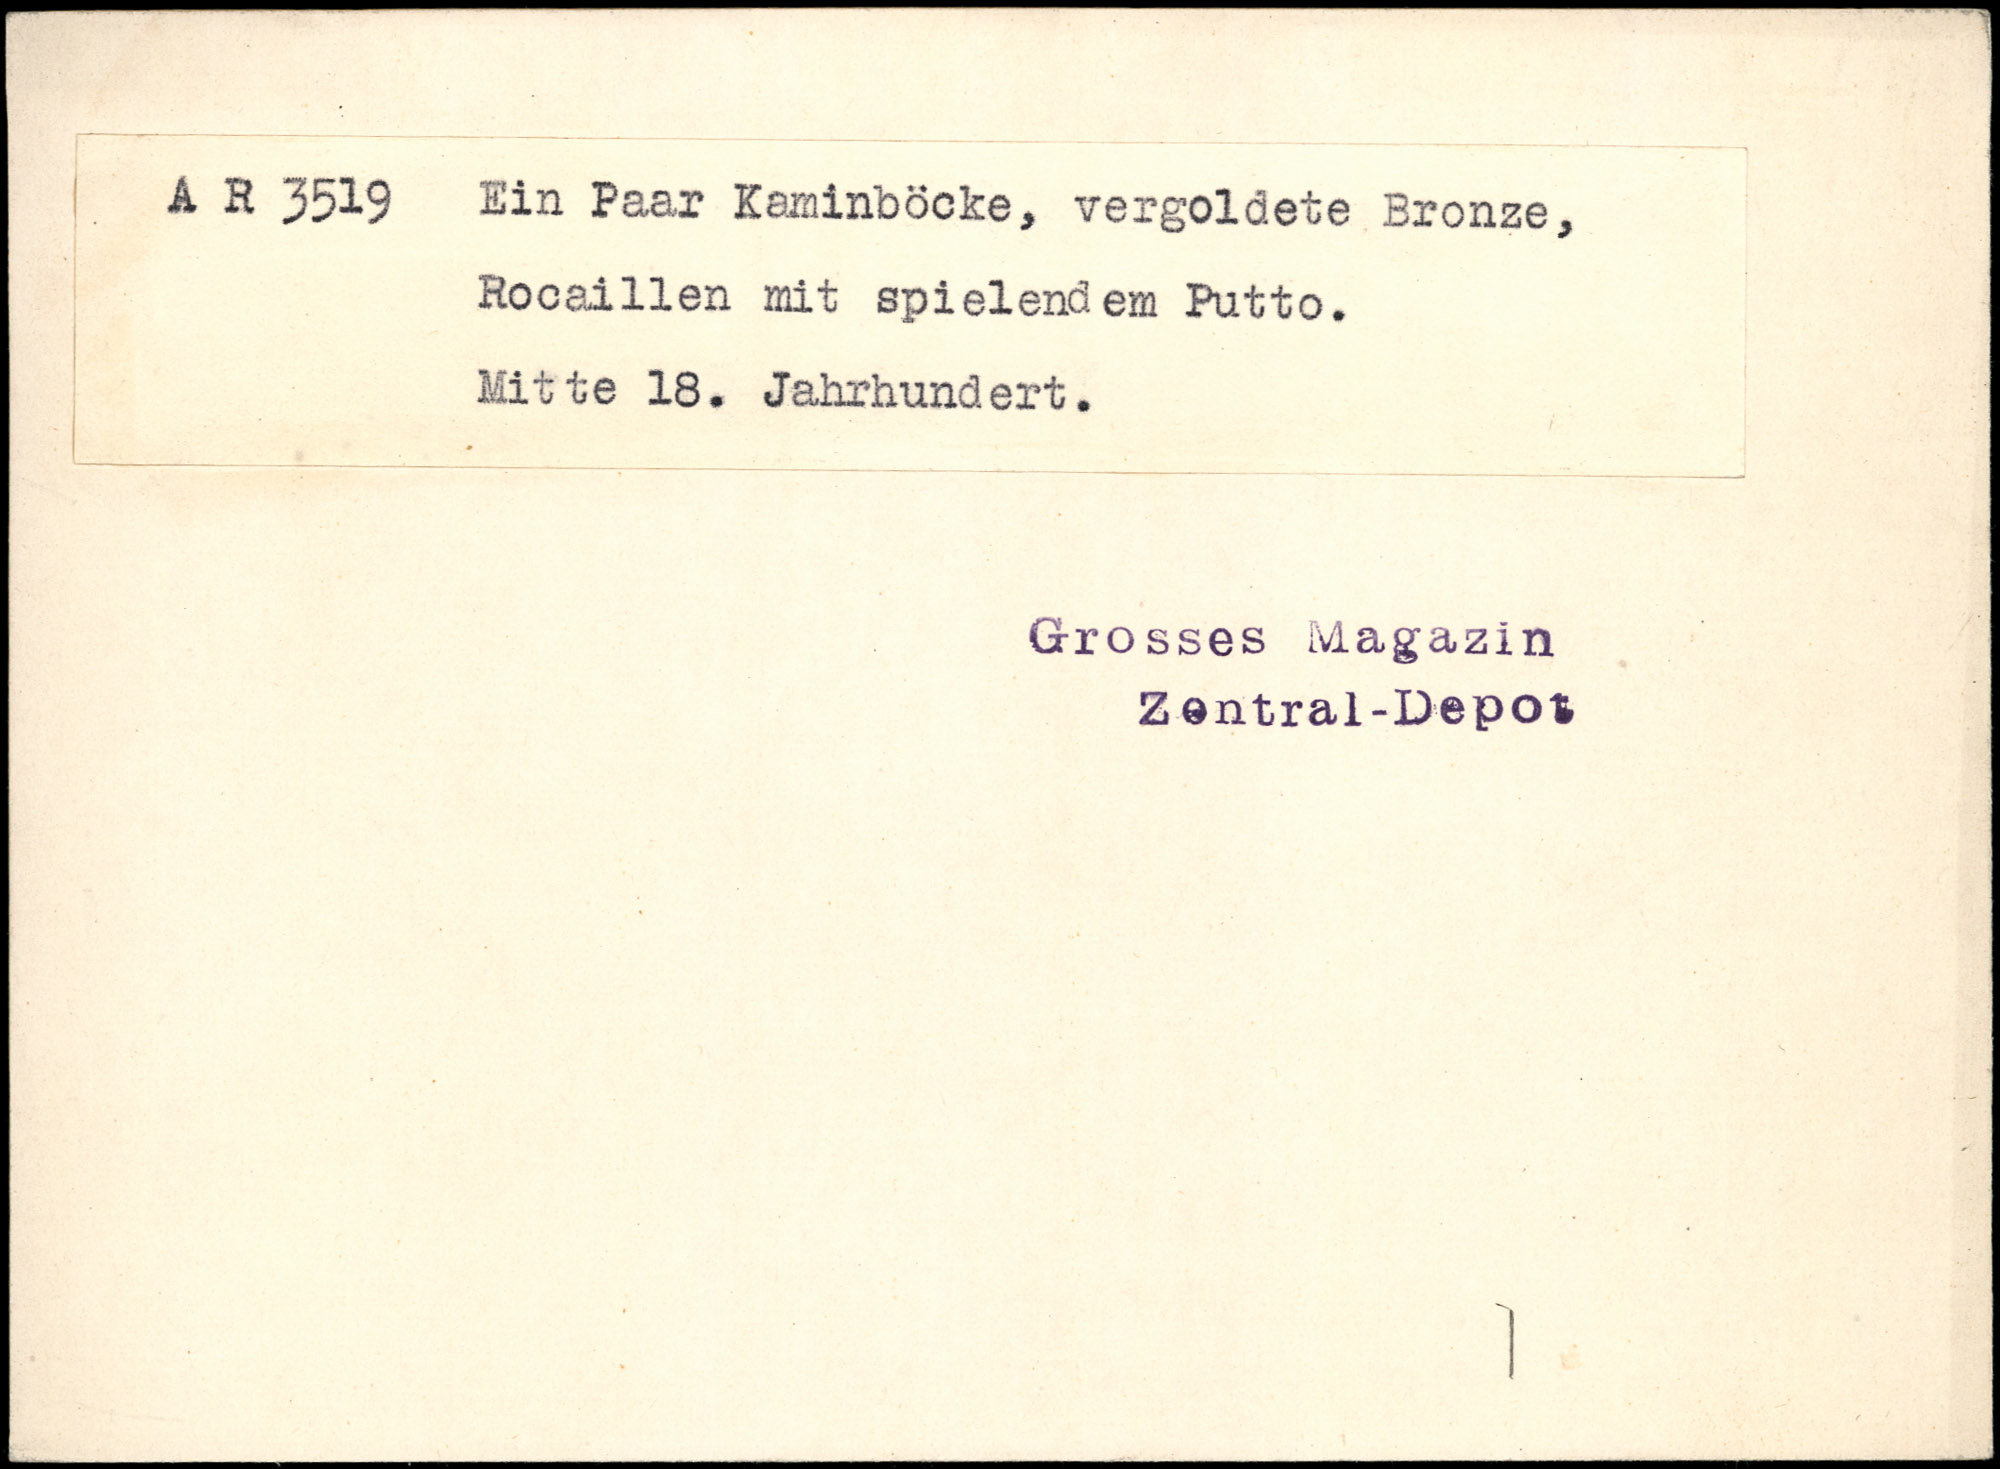 A R 3519 Ein Paar Kaminböcke, vergoldete Bronze,
Rocaillen mit spielendem Putto.
Mitte 18. Jahrhundert.
Grosses Magazin
Zentral-Depot